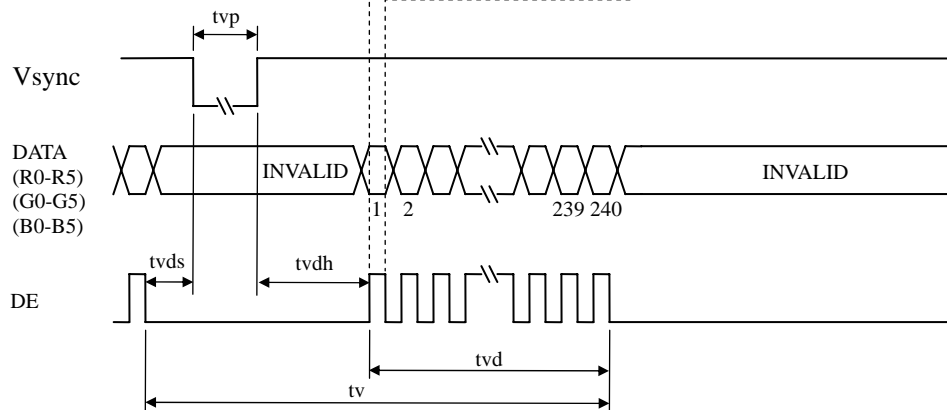 tvp
Vsync
DATA
(R0-R5)
(G0-G5)
(B0-B5)
INVALID
INVALID
1 2 239 240
tvds
tvdh
DE
tvd
tv